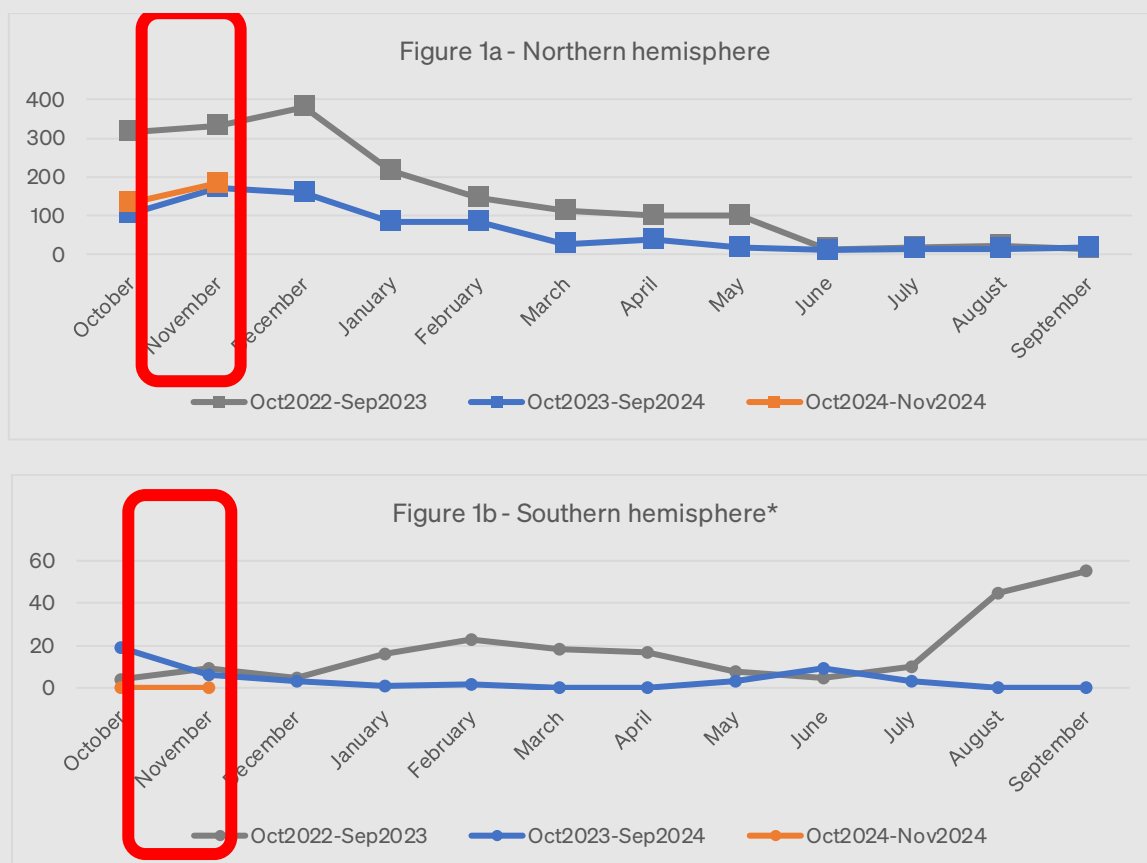 Figure 1a - Northern hemisphere
400
300
200
100
0
October
November
December
January
February
March
April
May
June
July
August
September
Oct2022-Sep2023 Oct2023-Sep2024 Oct2024-Nov2024
Figure 1b - Southern hemisphere*
60
40
20
0
October
November
December
January
February
March
April
May
June
July
August
September
Oct2022-Sep2023 Oct2023-Sep2024 Oct2024-Nov2024